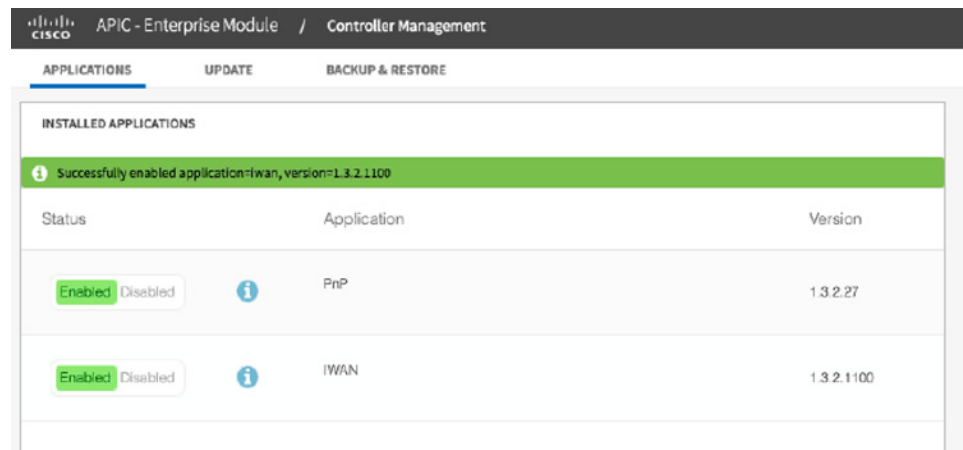 CISCO APIC - Enterprise Module / Controller Management
APPLICATIONS UPDATE BACKUP & RESTORE
INSTALLED APPLICATIONS
Successfully enabled application=iwan, version=1.3.2.1100
Status Application Version
Enabled Disabled PnP 1.3.2.27
Enabled Disabled IWAN 1.3.2.1100